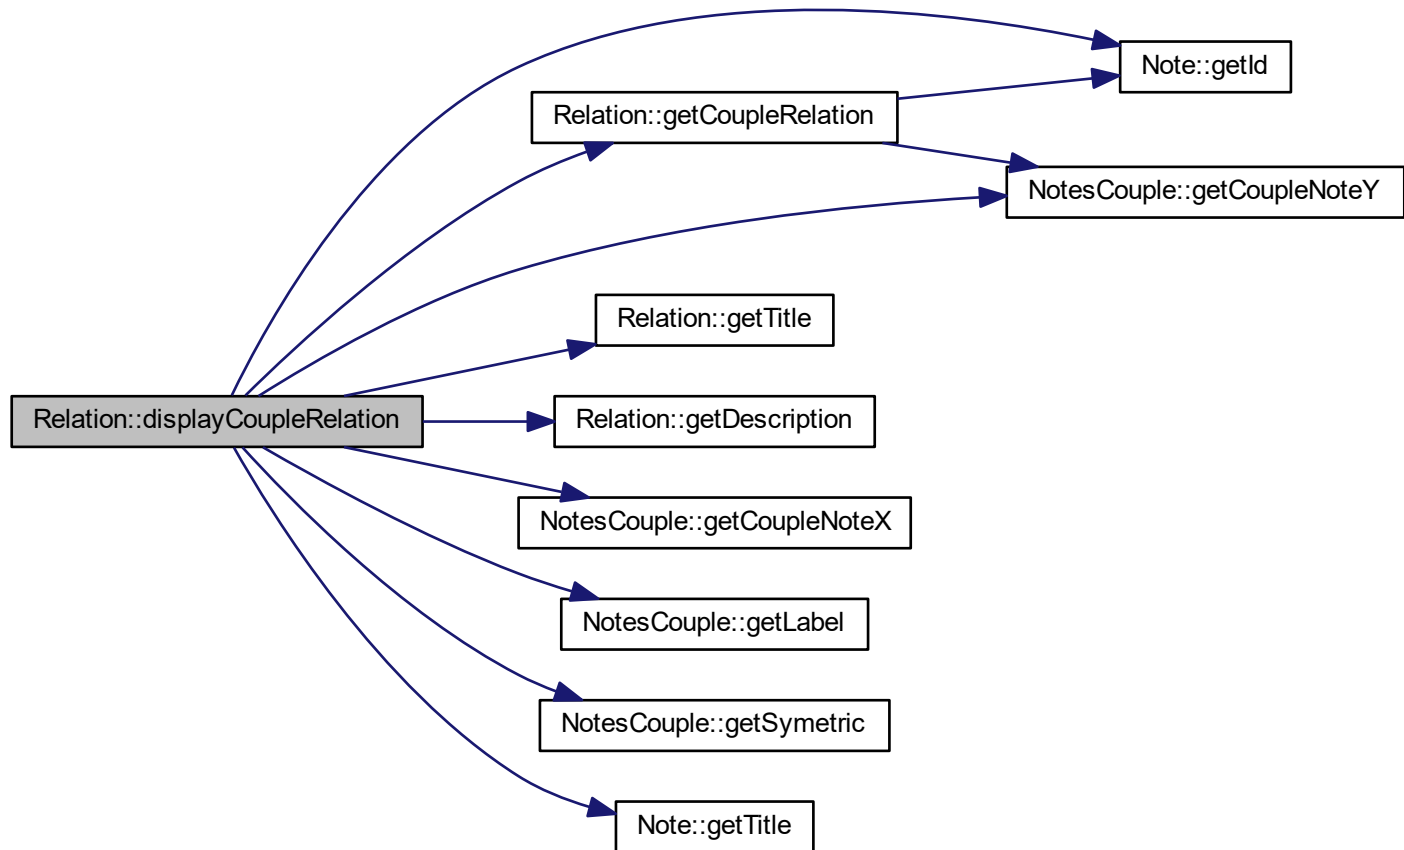 Note::getId
Relation::getCoupleRelation
NotesCouple::getCoupleNoteY
Relation::getTitle
Relation::displayCoupleRelation
Relation::getDescription
NotesCouple::getCoupleNoteX
NotesCouple::getLabel
NotesCouple::getSymetric
Note::getTitle